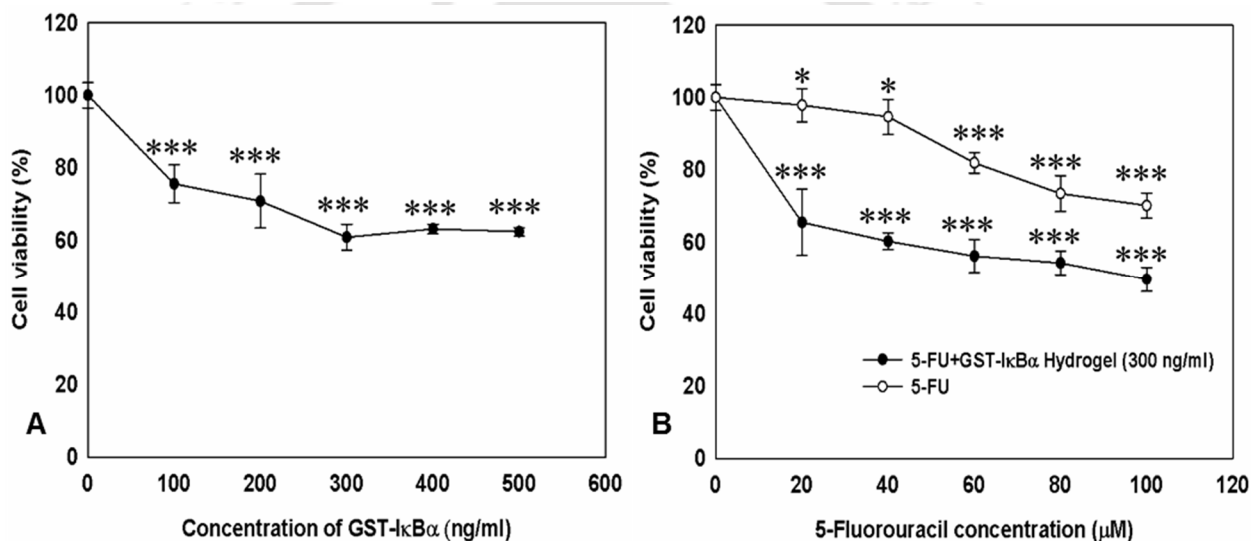 120
100
80
60
40
20
0
Cell viability (%)
***
***
***
***
***
A
0 100 200 300 400 500 600
Concentration of GST-IκBα (ng/ml)
120
100
80
60
40
20
0
Cell viability (%)
*
*
***
***
***
***
***
***
***
***
5-FU+GST-IκBα Hydrogel (300 ng/ml)
5-FU
B
0 20 40 60 80 100 120
5-Fluorouracil concentration (μM)